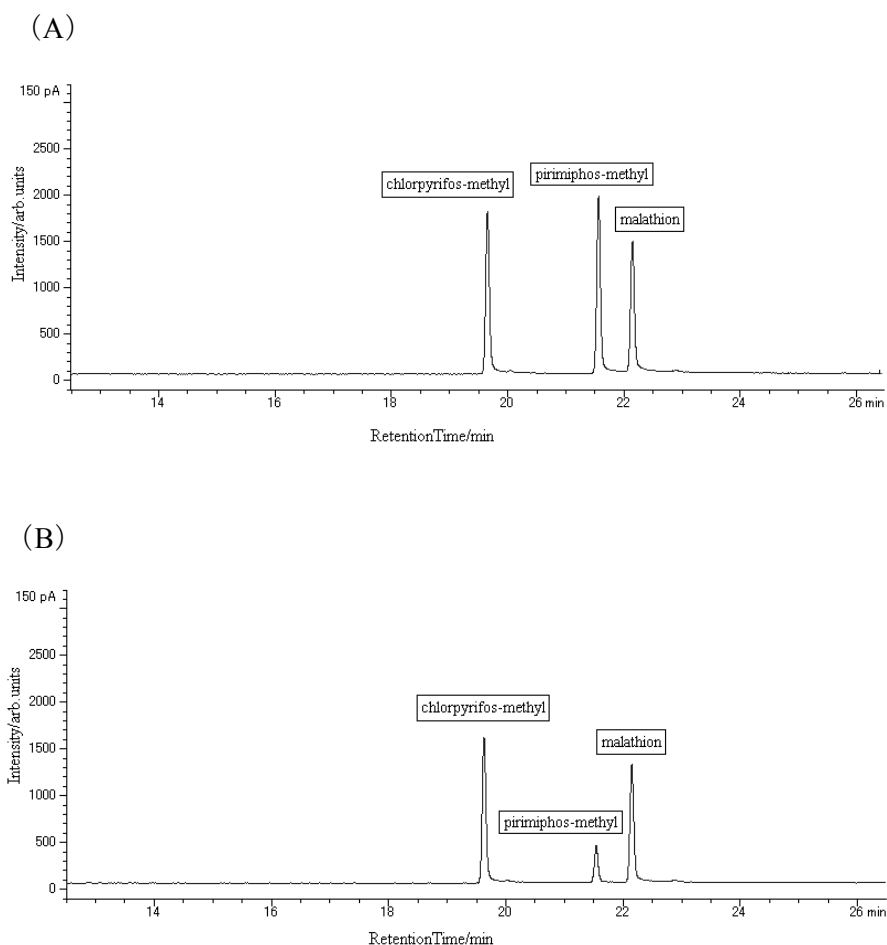 （A）
150 pA
2500
2000
1500
1000
500
0
Intensity/arb.units
chlorpyrifos-methyl
pirimiphos-methyl
malathion
14 16 18 20 22 24 26 min
RetentionTime/min
（B）
150 pA
2500
2000
1500
1000
500
0
Intensity/arb.units
chlorpyrifos-methyl
malathion
pirimiphos-methyl
14 16 18 20 22 24 26 min
RetentionTime/min